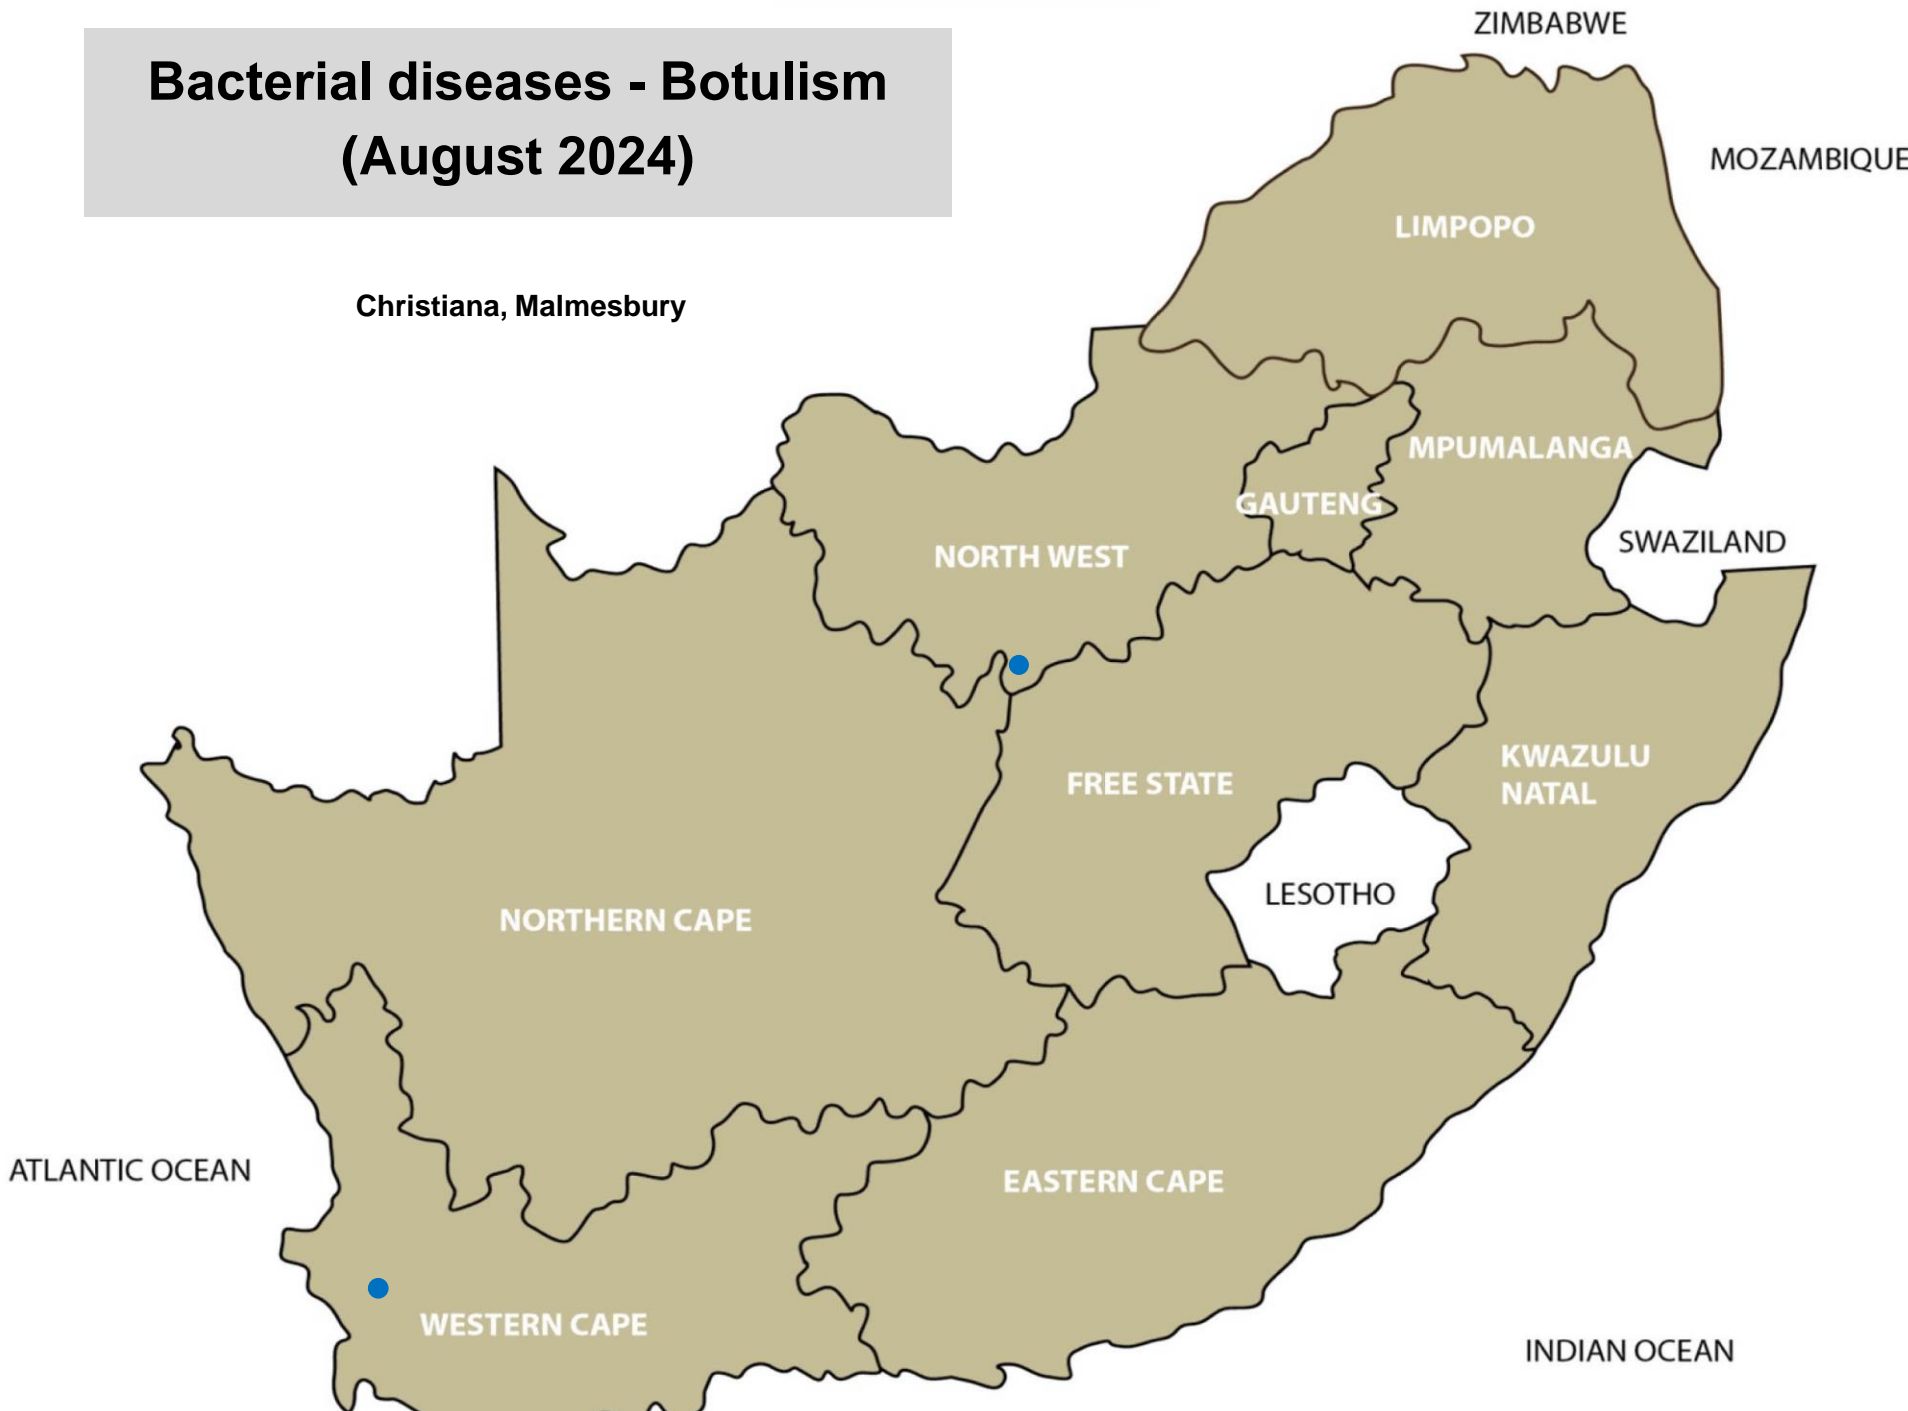 Bacterial diseases - Botulism
(August 2024)
Christiana, Malmesbury
ZIMBABWE
MOZAMBIQUE
LIMPOPO
MPUMALANGA
GAUTENG
NORTH WEST
SWAZILAND
KWAZULU
NATAL
FREE STATE
LESOTHO
NORTHERN CAPE
ATLANTIC OCEAN
EASTERN CAPE
WESTERN CAPE
INDIAN OCEAN